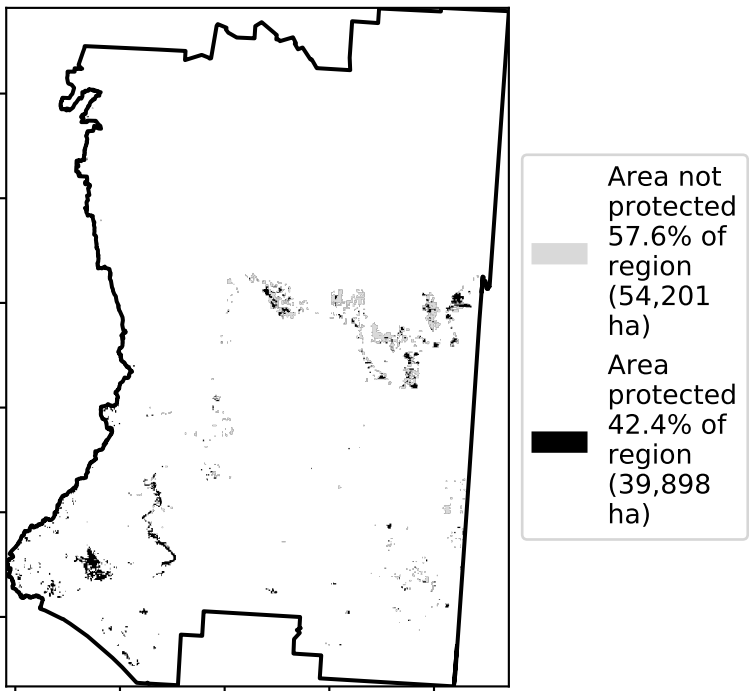 Area not
protected
57.6% of
region
(54,201
ha)
Area
protected
42.4% of
region
(39,898
ha)